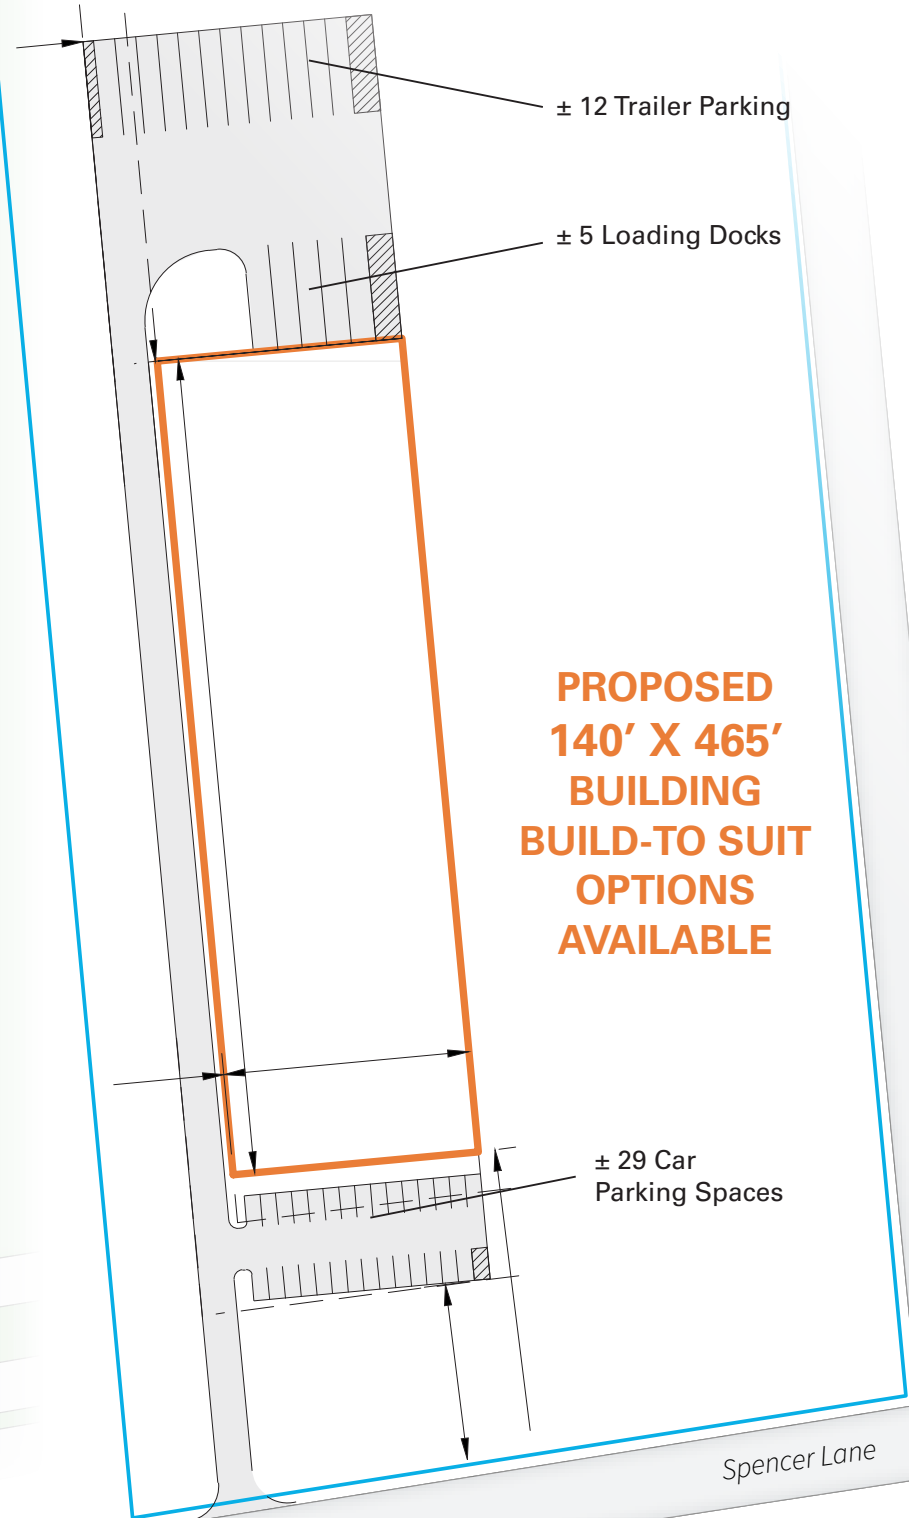 ± 12 Trailer Parking
± 5 Loading Docks
PROPOSED
140′ X 465′
BUILDING
BUILD-TO SUIT
OPTIONS
AVAILABLE
± 29 Car
Parking Spaces
Spencer Lane